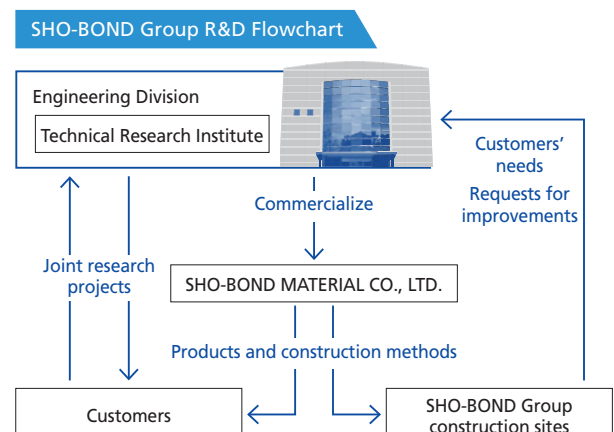 SHO-BOND Group R&D Flowchart
Engineering Division
Technical Research Institute
Customers’
needs
Requests for
improvements
Commercialize
Joint research
projects
SHO-BOND MATERIAL CO., LTD.
Products and construction methods
Customers
SHO-BOND Group
construction sites